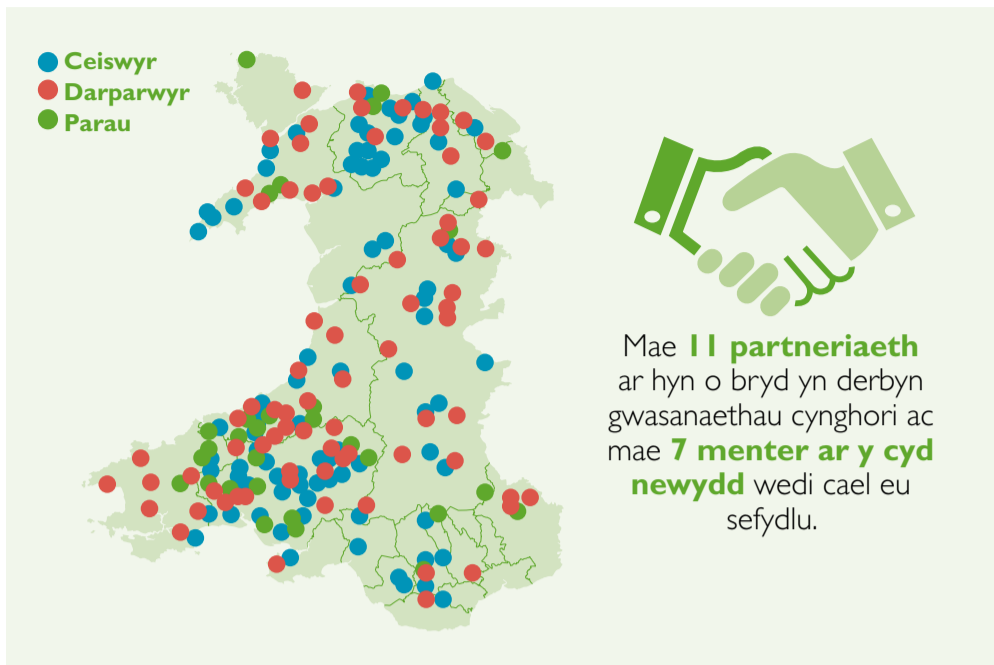 Ceiswyr
Darparwyr
Parau
Mae 11 partneriaeth
ar hyn o bryd yn derbyn
gwasanaethau cynghori ac
mae 7 menter ar y cyd
newydd wedi cael eu
sefydlu.